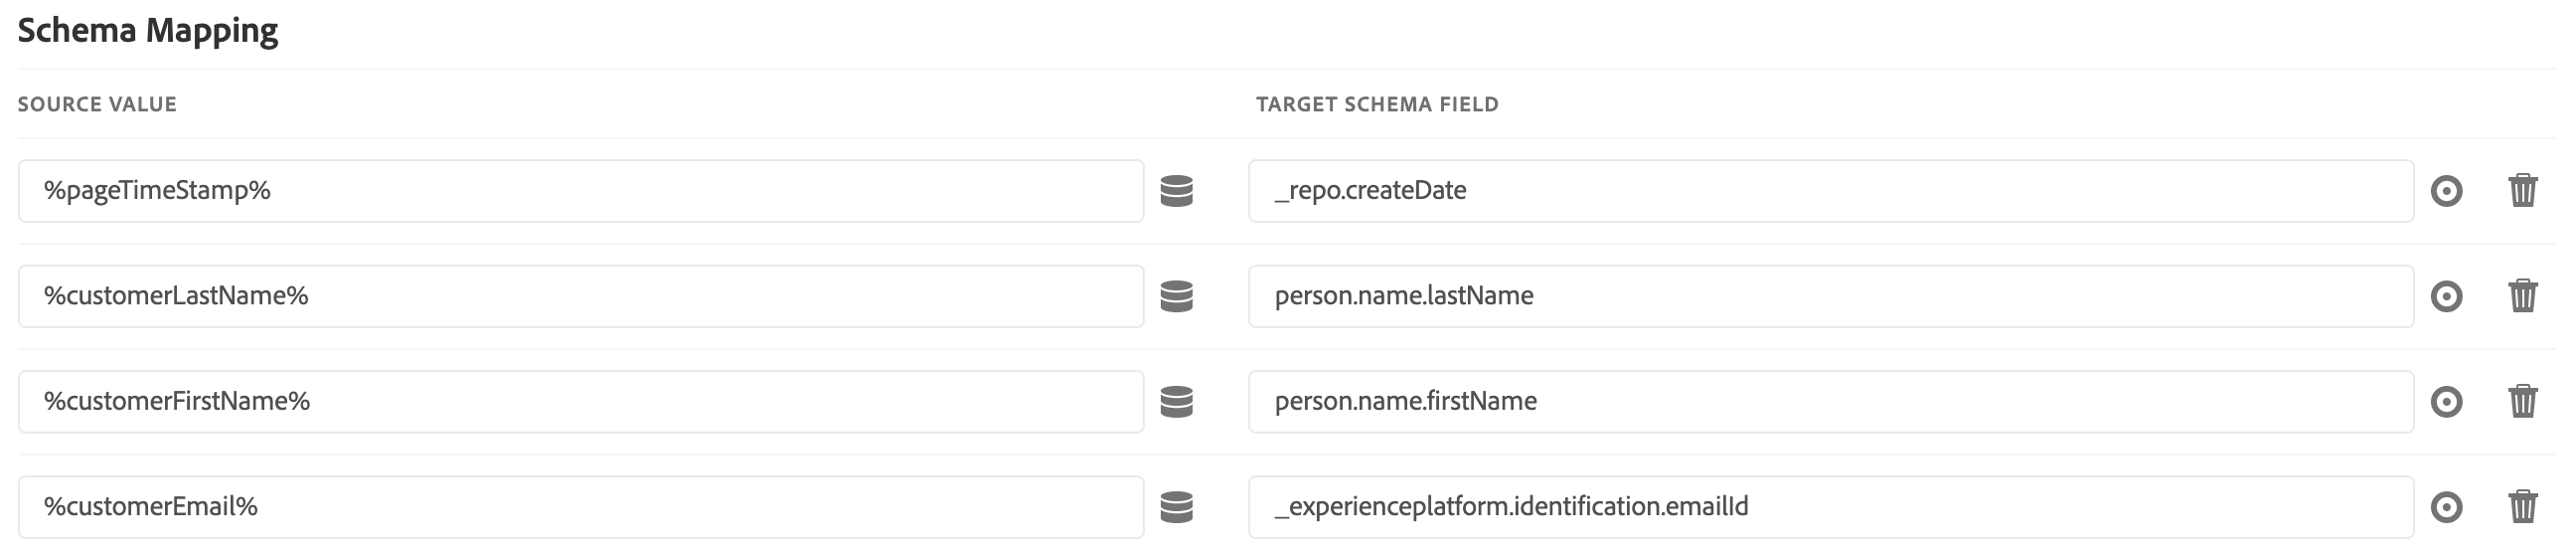 Schema Mapping
SOURCE VALUE TARGET SCHEMA FIELD
%pageTimeStamp% _repo.createDate
%customerLastName% person.name.lastName
%customerFirstName% person.name.firstName
%customerEmail% _experienceplatform.identification.emailId